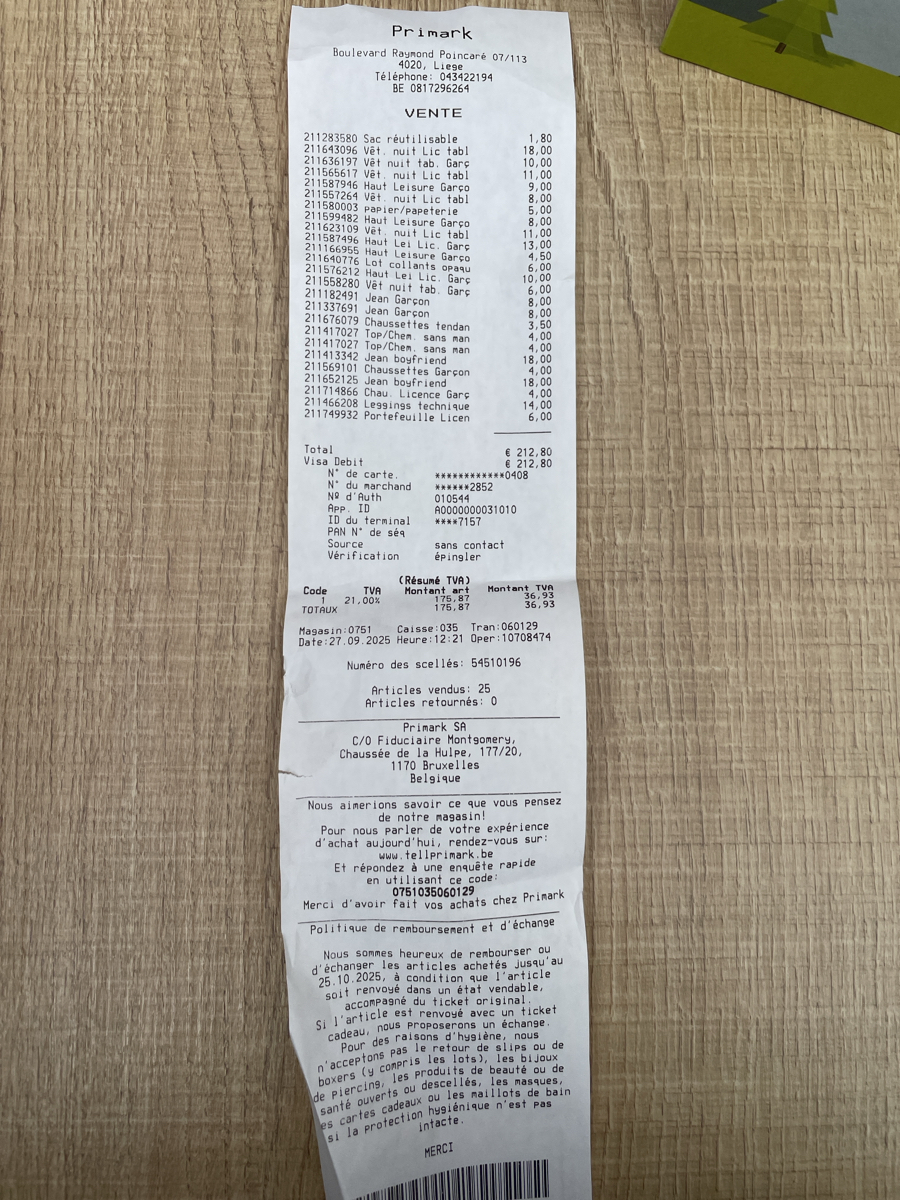 Primark
Boulevard Raymond Poincaré 07/113
4020, Liege
Téléphone: 043422194
BE 0817296264
VENTE
211283580 Sac réutilisable 1,80
211643096 Vêt. nuit Lic tabl 18,00
211636197 Vêt nuit tab. Garç 10,00
211565617 Vêt. nuit Lic tabl 11,00
211587946 Haut Leisure Garço 9,00
211557264 Vêt. nuit Lic tabl 8,00
211580003 papier/papeterie 5,00
211599482 Haut Leisure Garço 8,00
211623109 Vêt. nuit Lic tabl 11,00
211587496 Haut Lei Lic. Garç 13,00
211166955 Haut Leisure Garço 4,50
211640776 Lot collants opaqu 6,00
211576212 Haut Lei Lic. Garç 10,00
211558280 Vêt nuit tab. Garç 6,00
211182491 Jean Garçon 8,00
211337691 Jean Garçon 8,00
211676079 Chaussettes tendan 3,50
211417027 Top/Chem. sans man 4,00
211417027 Top/Chem. sans man 4,00
211413342 Jean boyfriend 18,00
211569101 Chaussettes Garçon 4,00
211652125 Jean boyfriend 18,00
211714866 Chau. Licence Garç 4,00
211466208 Leggings technique 14,00
211749932 Portefeuille Licen 6,00
Total € 212,80
Visa Debit € 212,80
N° de carte. ************0408
N° du marchand ******2852
Nº d'Auth 010544
App. ID A0000000031010
ID du terminal ****7157
PAN N° de séq
Source sans contact
Vérification épingler
(Résumé TVA)
Code TVA Montant art Montant TVA
1 21,00% 175,87 36,93
TOTAUX 175,87 36,93
Magasin:0751 Caisse:035 Tran:060129
Date:27.09.2025 Heure:12:21 Oper:10708474
Numéro des scellés: 54510196
Articles vendus: 25
Articles retournés: 0
Primark SA
C/O Fiduciaire Montgomery,
Chaussée de la Hulpe, 177/20,
1170 Bruxelles
Belgique
Nous aimerions savoir ce que vous pensez
de notre magasin!
Pour nous parler de votre expérience
d'achat aujourd'hui, rendez-vous sur:
www.tellprimark.be
Et répondez à une enquête rapide
en utilisant ce code:
0751035060129
Merci d'avoir fait vos achats chez Primark
Politique de remboursement et d'échange
Nous sommes heureux de rembourser ou
d'échanger les articles achetés jusqu'au
25.10.2025, à condition que l'article
soit renvoyé dans un état vendable,
accompagné du ticket original.
Si l'article est renvoyé avec un ticket
cadeau, nous proposerons un échange.
Pour des raisons d'hygiène, nous
n'acceptons pas le retour de slips ou de
boxers (y compris les lots), les bijoux
de piercing, les produits de beauté ou de
santé ouverts ou descellés, les masques,
es cartes cadeaux ou les maillots de bain
si la protection hygiénique n'est pas
intacte.
MERCI